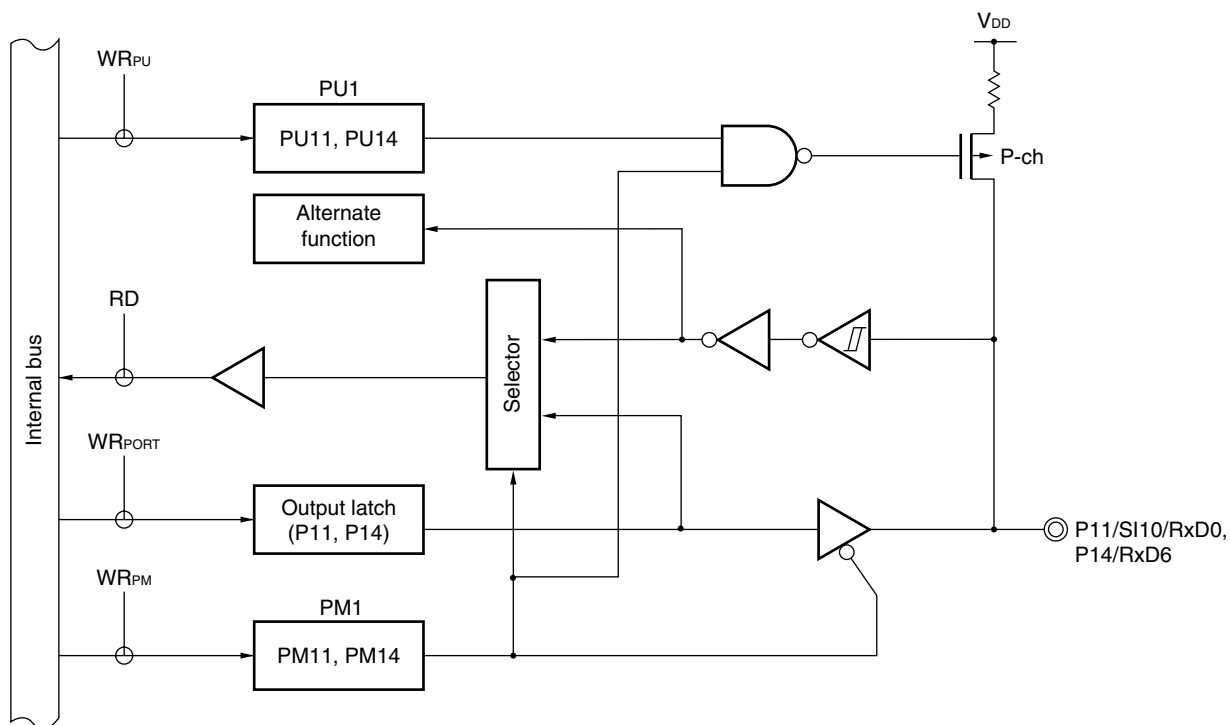 VDD
WRPU
PU1
PU11, PU14
P-ch
Alternate
function
RD
Selector
Internal bus
WRPORT
Output latch
(P11, P14)
P11/SI10/RxD0,
P14/RxD6
WRPM
PM1
PM11, PM14